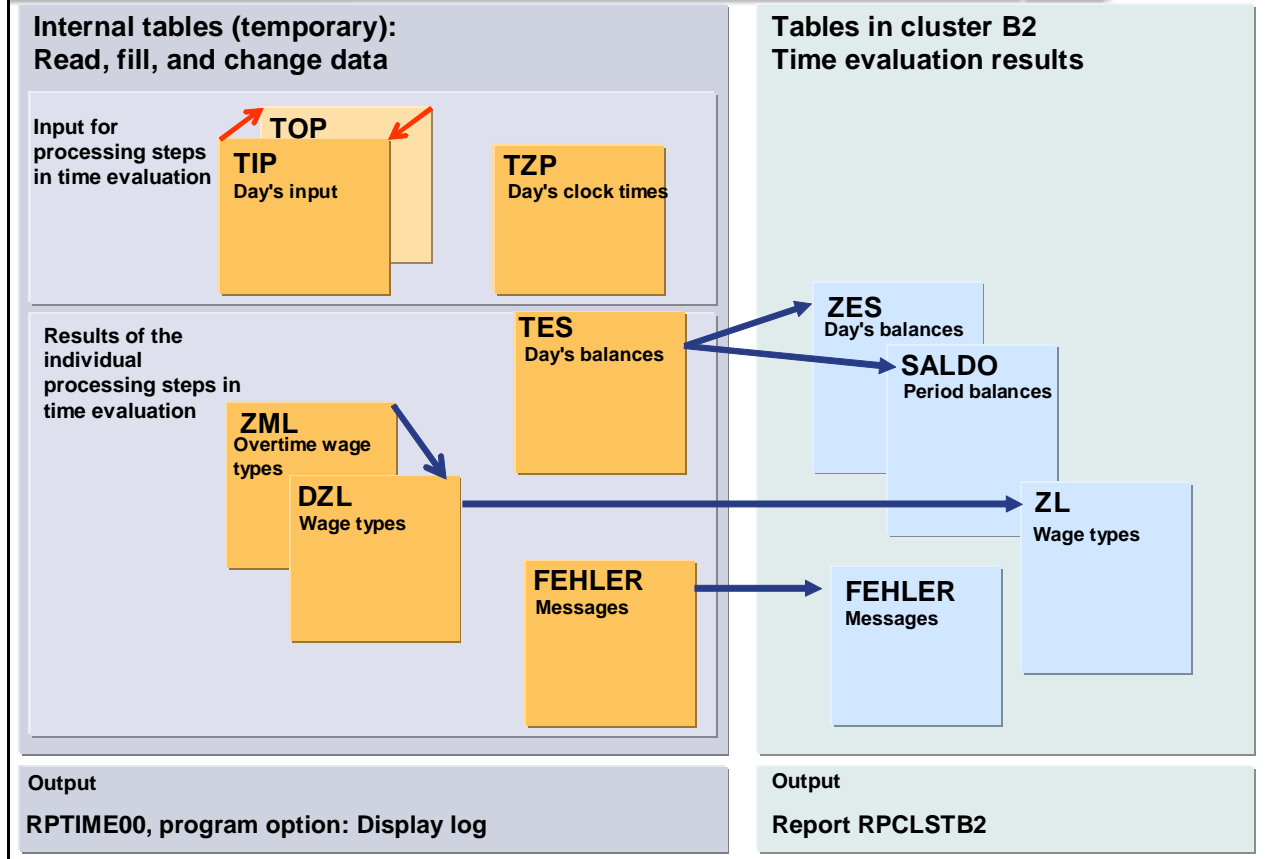 Internal tables (temporary):
Read, fill, and change data
Input for
processing steps
in time evaluation
TOP
TIP
Day's input
TZP
Day's clock times
Results of the
individual
processing steps in
time evaluation
TES
Day's balances
ZML
Overtime wage
types
DZL
Wage types
FEHLER
Messages
Output
RPTIME00, program option: Display log
Tables in cluster B2
Time evaluation results
ZES
Day's balances
SALDO
Period balances
ZL
Wage types
FEHLER
Messages
Output
Report RPCLSTB2